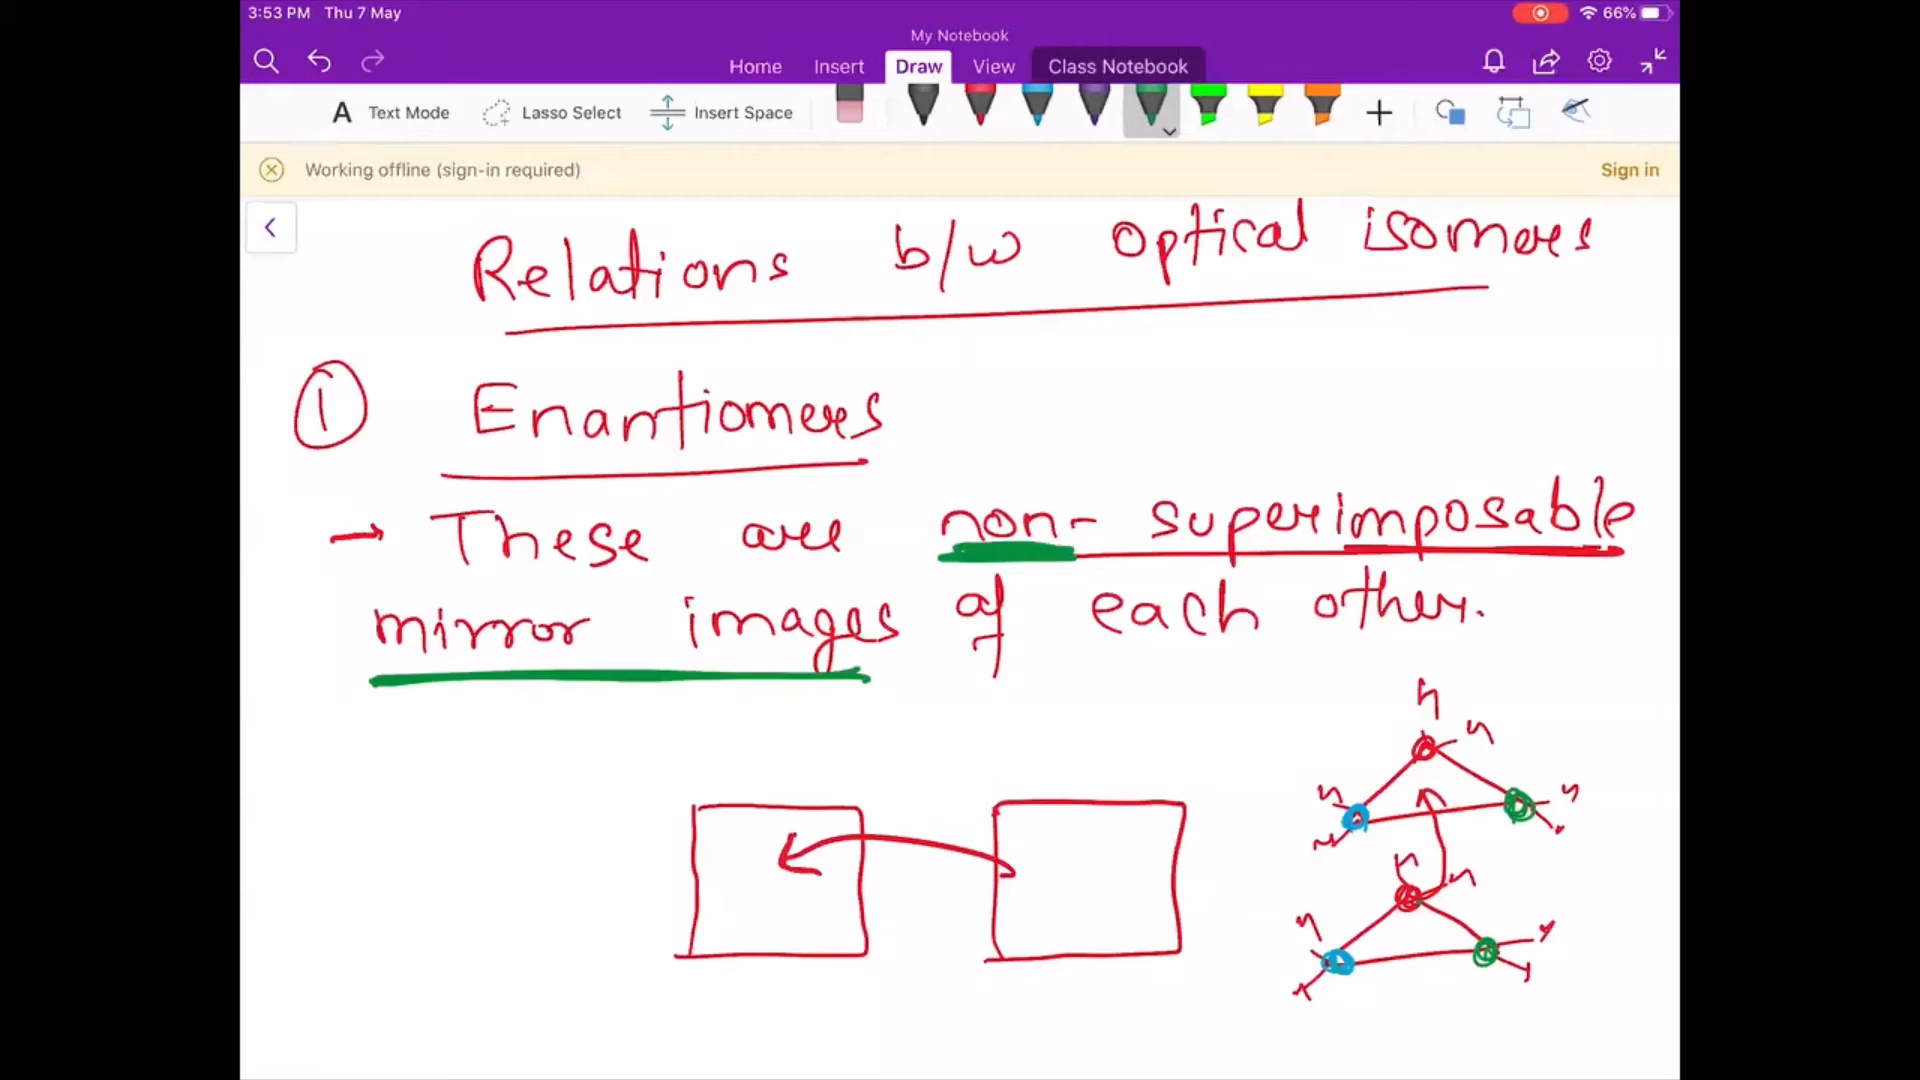 3:53 PM Thu 7 May
66%
My Notebook
Home Insert Draw View Class Notebook
A Text Mode Lasso Select Insert Space
Working offline (sign-in required) Sign in
Relations b/w optical isomers
1 Enantiomers
→ These are non-superimposable
mirror images of each other.